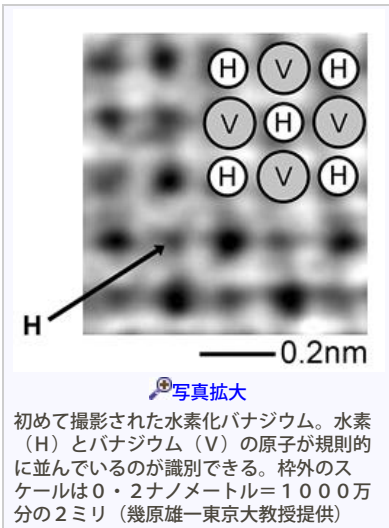 H V H
V H V
H V H
H
0.2nm
写真拡大
初めて撮影された水素化バナジウム。水素
（H）とバナジウム（V）の原子が規則的
に並んでいるのが識別できる。枠外のス
ケールは０・２ナノメートル＝１０００万
分の２ミリ（幾原雄一東京大教授提供）